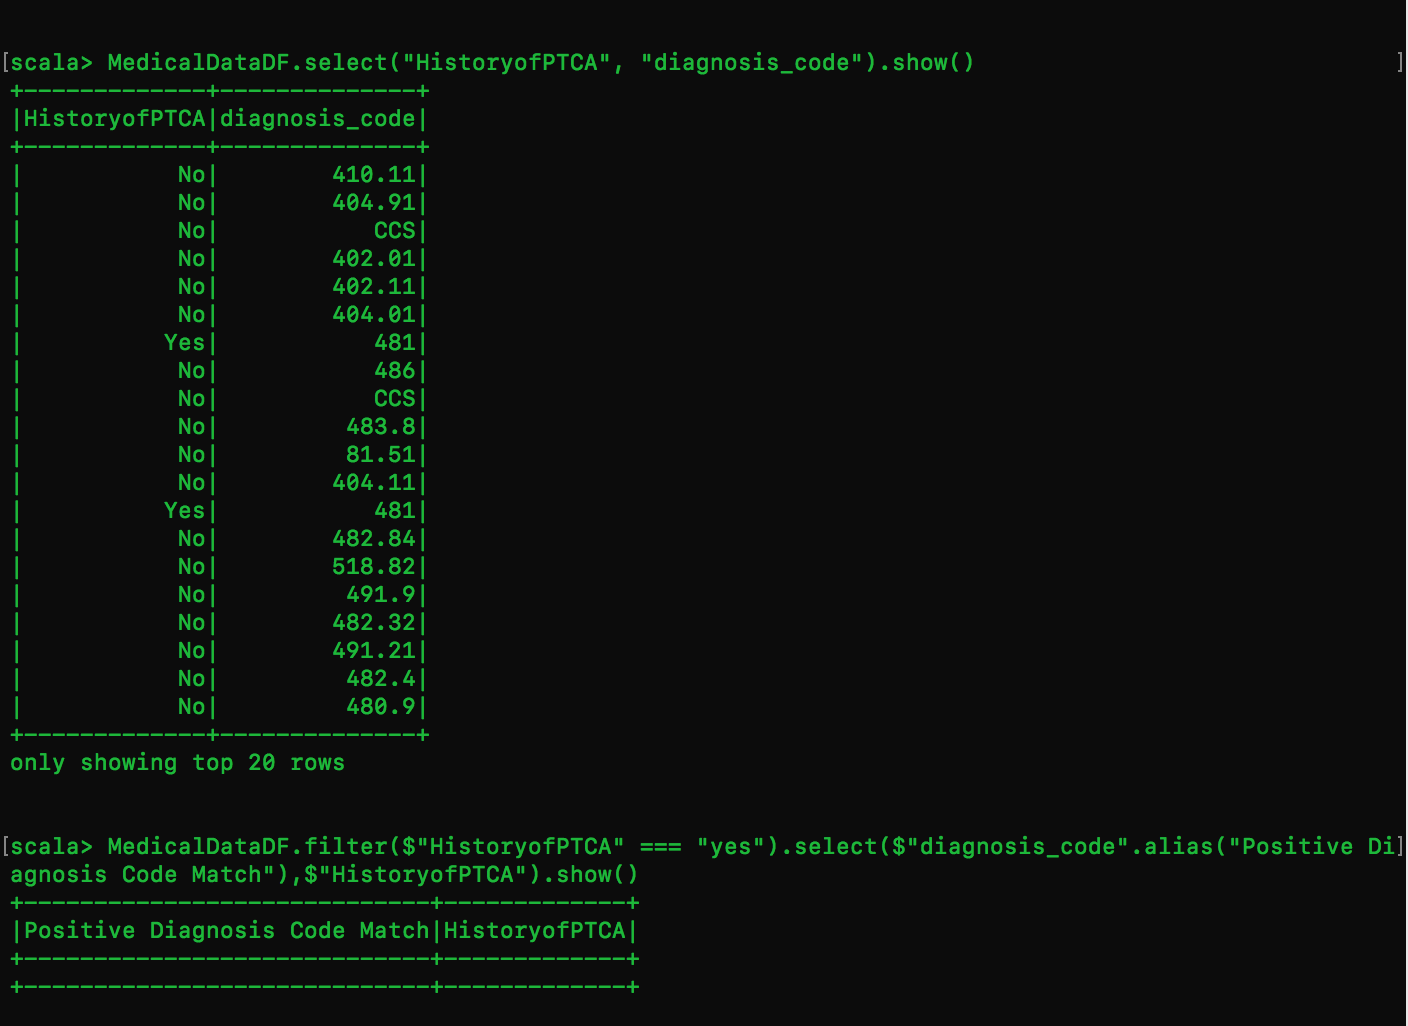 [scala> MedicalDataDF.select("HistoryofPTCA", "diagnosis_code").show() ]
+-------------+--------------+
|HistoryofPTCA|diagnosis_code|
+-------------+--------------+
|           No|        410.11|
|           No|        404.91|
|           No|           CCS|
|           No|        402.01|
|           No|        402.11|
|           No|        404.01|
|          Yes|           481|
|           No|           486|
|           No|           CCS|
|           No|         483.8|
|           No|         81.51|
|           No|        404.11|
|          Yes|           481|
|           No|        482.84|
|           No|        518.82|
|           No|         491.9|
|           No|        482.32|
|           No|        491.21|
|           No|         482.4|
|           No|         480.9|
+-------------+--------------+
only showing top 20 rows
[scala> MedicalDataDF.filter($"HistoryofPTCA" === "yes").select($"diagnosis_code".alias("Positive Di]
agnosis Code Match"),$"HistoryofPTCA").show()
+-----------------------------+-------------+
|Positive Diagnosis Code Match|HistoryofPTCA|
+-----------------------------+-------------+
+-----------------------------+-------------+